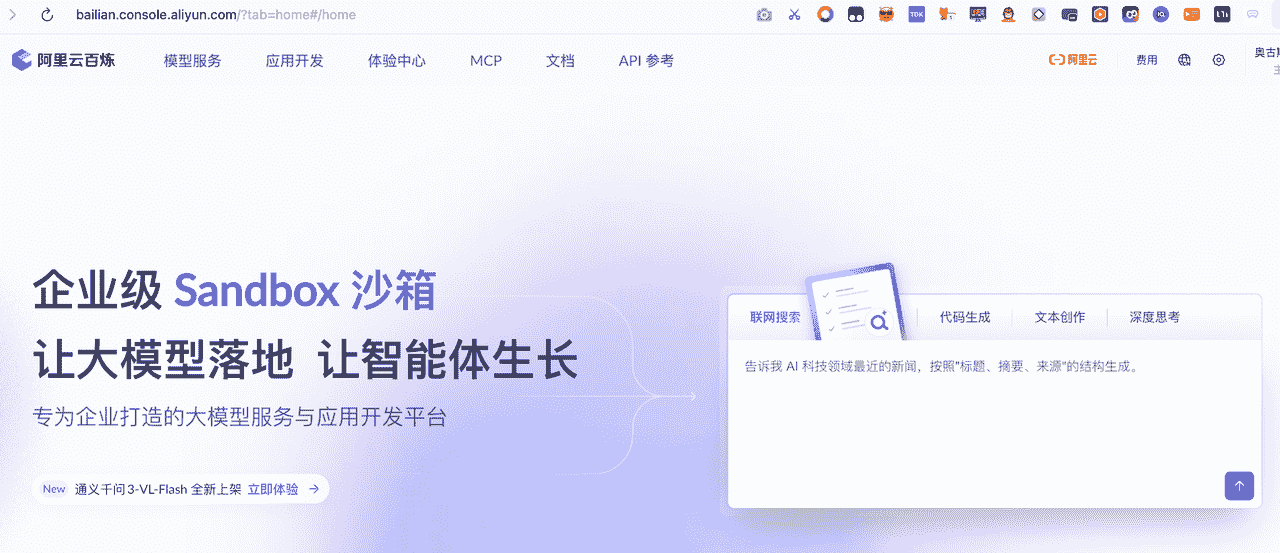 bailian.console.aliyun.com/?tab=home#/home
TDK
阿里云百炼
模型服务
应用开发
体验中心
MCP
文档
API 参考
阿里云
费用
企业级 Sandbox 沙箱
让大模型落地 让智能体生长
专为企业打造的大模型服务与应用开发平台
New 通义千问3-VL-Flash 全新上架 立即体验
联网搜索
代码生成
文本创作
深度思考
告诉我 AI 科技领域最近的新闻，按照"标题、摘要、来源"的结构生成。